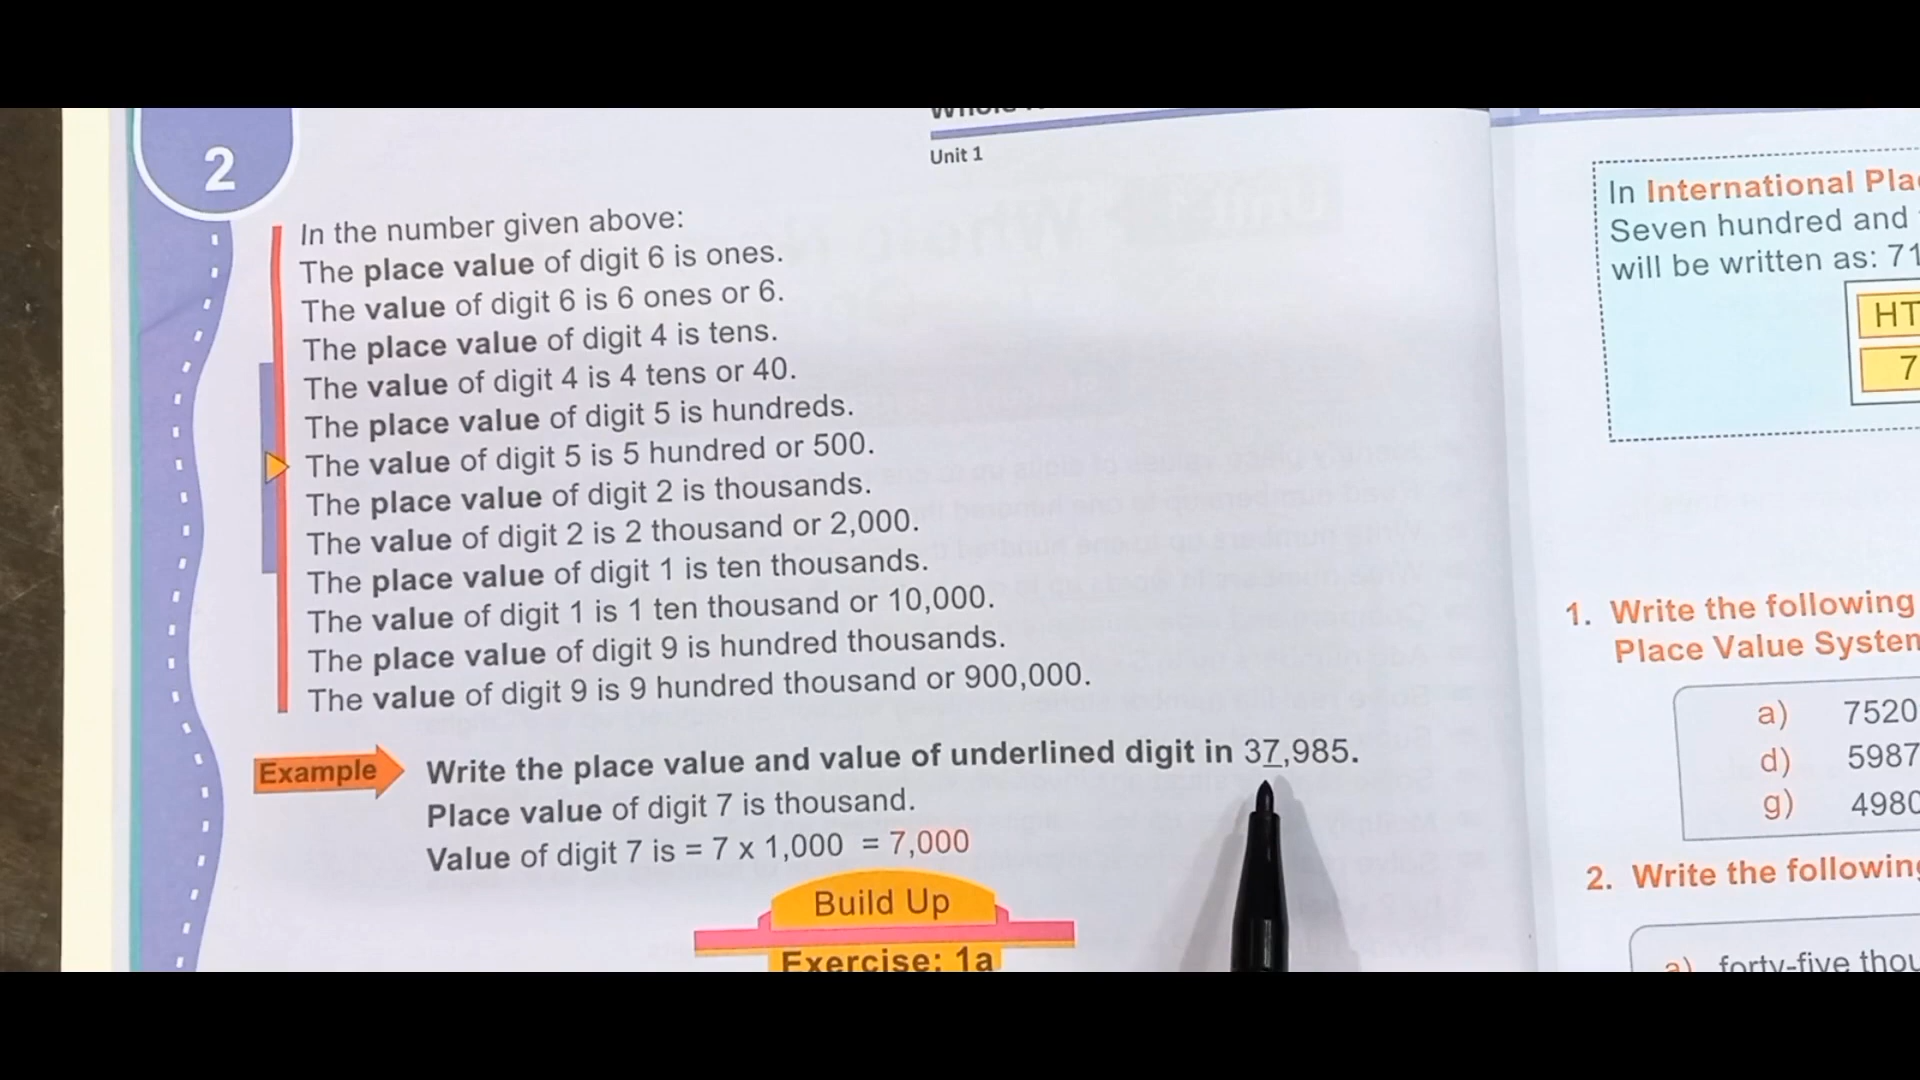 2
Unit 1
In the number given above:
The place value of digit 6 is ones.
The value of digit 6 is 6 ones or 6.
The place value of digit 4 is tens.
The value of digit 4 is 4 tens or 40.
The place value of digit 5 is hundreds.
The value of digit 5 is 5 hundred or 500.
The place value of digit 2 is thousands.
The value of digit 2 is 2 thousand or 2,000.
The place value of digit 1 is ten thousands.
The value of digit 1 is 1 ten thousand or 10,000.
The place value of digit 9 is hundred thousands.
The value of digit 9 is 9 hundred thousand or 900,000.
Example Write the place value and value of underlined digit in 37,985.
Place value of digit 7 is thousand.
Value of digit 7 is = 7 x 1,000 = 7,000
Build Up
Exercise: 1a
In International
Seven hundred and
will be written as: 71
HT
7
1. Write the following
Place Value
a) 7520
d) 5987
g) 4980
2. Write the following
a) forty-five